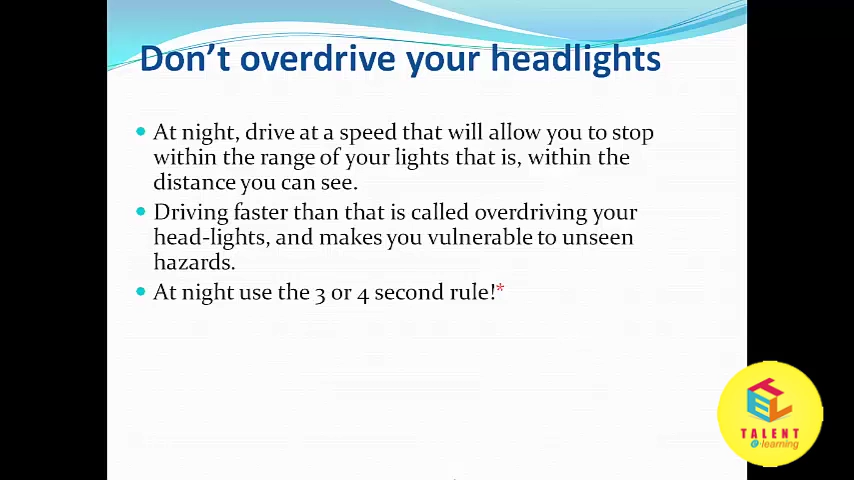 Don't overdrive your headlights
At night, drive at a speed that will allow you to stop
within the range of your lights that is, within the
distance you can see.
Driving faster than that is called overdriving your
head-lights, and makes you vulnerable to unseen
hazards.
At night use the 3 or 4 second rule!*
TEL
TALENT
e-learning